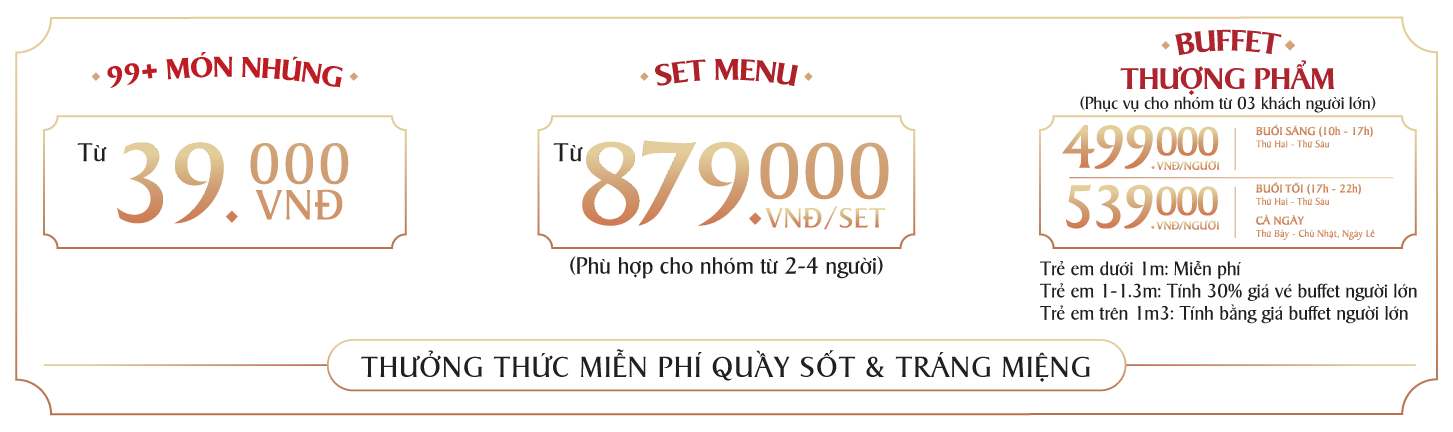 99+ MÓN NHÚNG
Từ 39.000
VNĐ
SET MENU
Từ 879.000
VNĐ/SET
(Phù hợp cho nhóm từ 2-4 người)
BUFFET
THƯỢNG PHẨM
(Phục vụ cho nhóm từ 03 khách người lớn)
499.000
VNĐ/NGƯỜI
BUỔI SÁNG (10h - 17h)
Thứ Hai - Thứ Sáu
539.000
VNĐ/NGƯỜI
BUỔI TỐI (17h - 22h)
Thứ Hai - Thứ Sáu
CẢ NGÀY
Thứ Bảy - Chủ Nhật, Ngày Lễ
Trẻ em dưới 1m: Miễn phí
Trẻ em 1-1.3m: Tính 30% giá vé buffet người lớn
Trẻ em trên 1m3: Tính bằng giá buffet người lớn
THƯỞNG THỨC MIỄN PHÍ QUẦY SỐT & TRÁNG MIỆNG